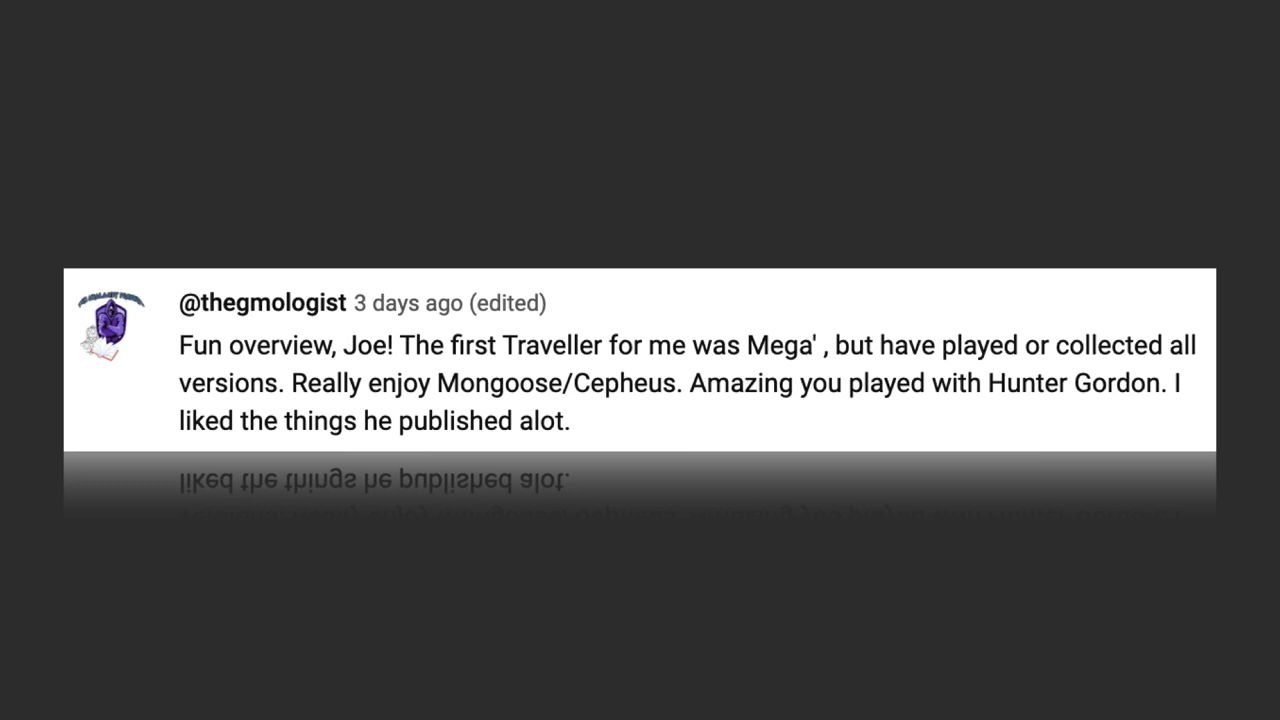 @thegmologist 3 days ago (edited)
Fun overview, Joe! The first Traveller for me was Mega' , but have played or collected all
versions. Really enjoy Mongoose/Cepheus. Amazing you played with Hunter Gordon. I
liked the things he published alot.